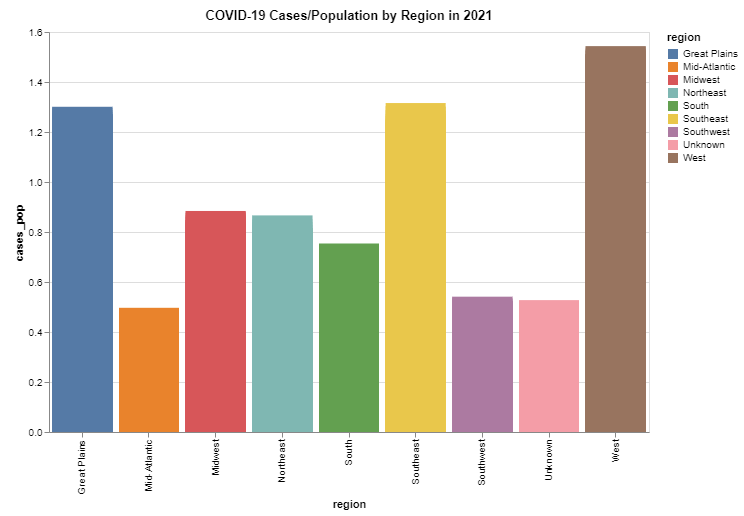 COVID-19 Cases/Population by Region in 2021
cases_pop
1.6
1.4
1.2
1.0
0.8
0.6
0.4
0.2
0.0
Great Plains
Mid-Atlantic
Midwest
Northeast
South
Southeast
Southwest
Unknown
West
region
region
Great Plains
Mid-Atlantic
Midwest
Northeast
South
Southeast
Southwest
Unknown
West